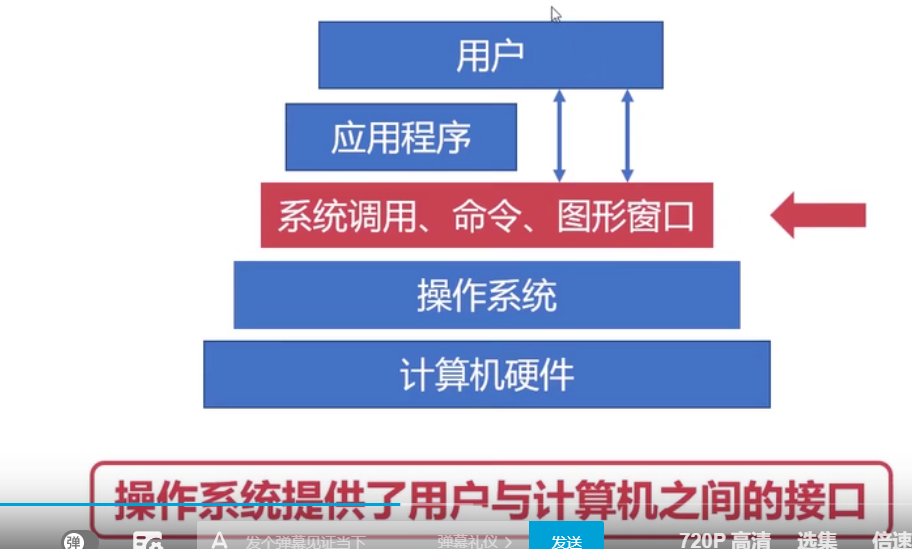 用户
应用程序
系统调用、命令、图形窗口
操作系统
计算机硬件
操作系统提供了用户与计算机之间的接口
弹 A 发个弹幕见证当下 弹幕礼仪 > 发送 720P 高清 选集 倍速